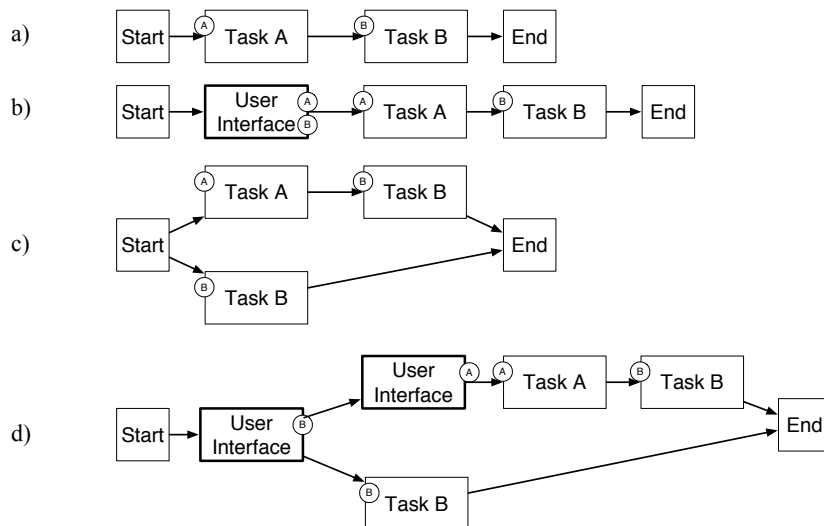 a)
Start
A
Task A
B
Task B
End
b)
Start
User
Interface
A
B
A
Task A
B
Task B
End
c)
Start
A
Task A
B
Task B
B
Task B
End
d)
Start
User
Interface
B
User
Interface
A
A
Task A
B
Task B
B
Task B
End